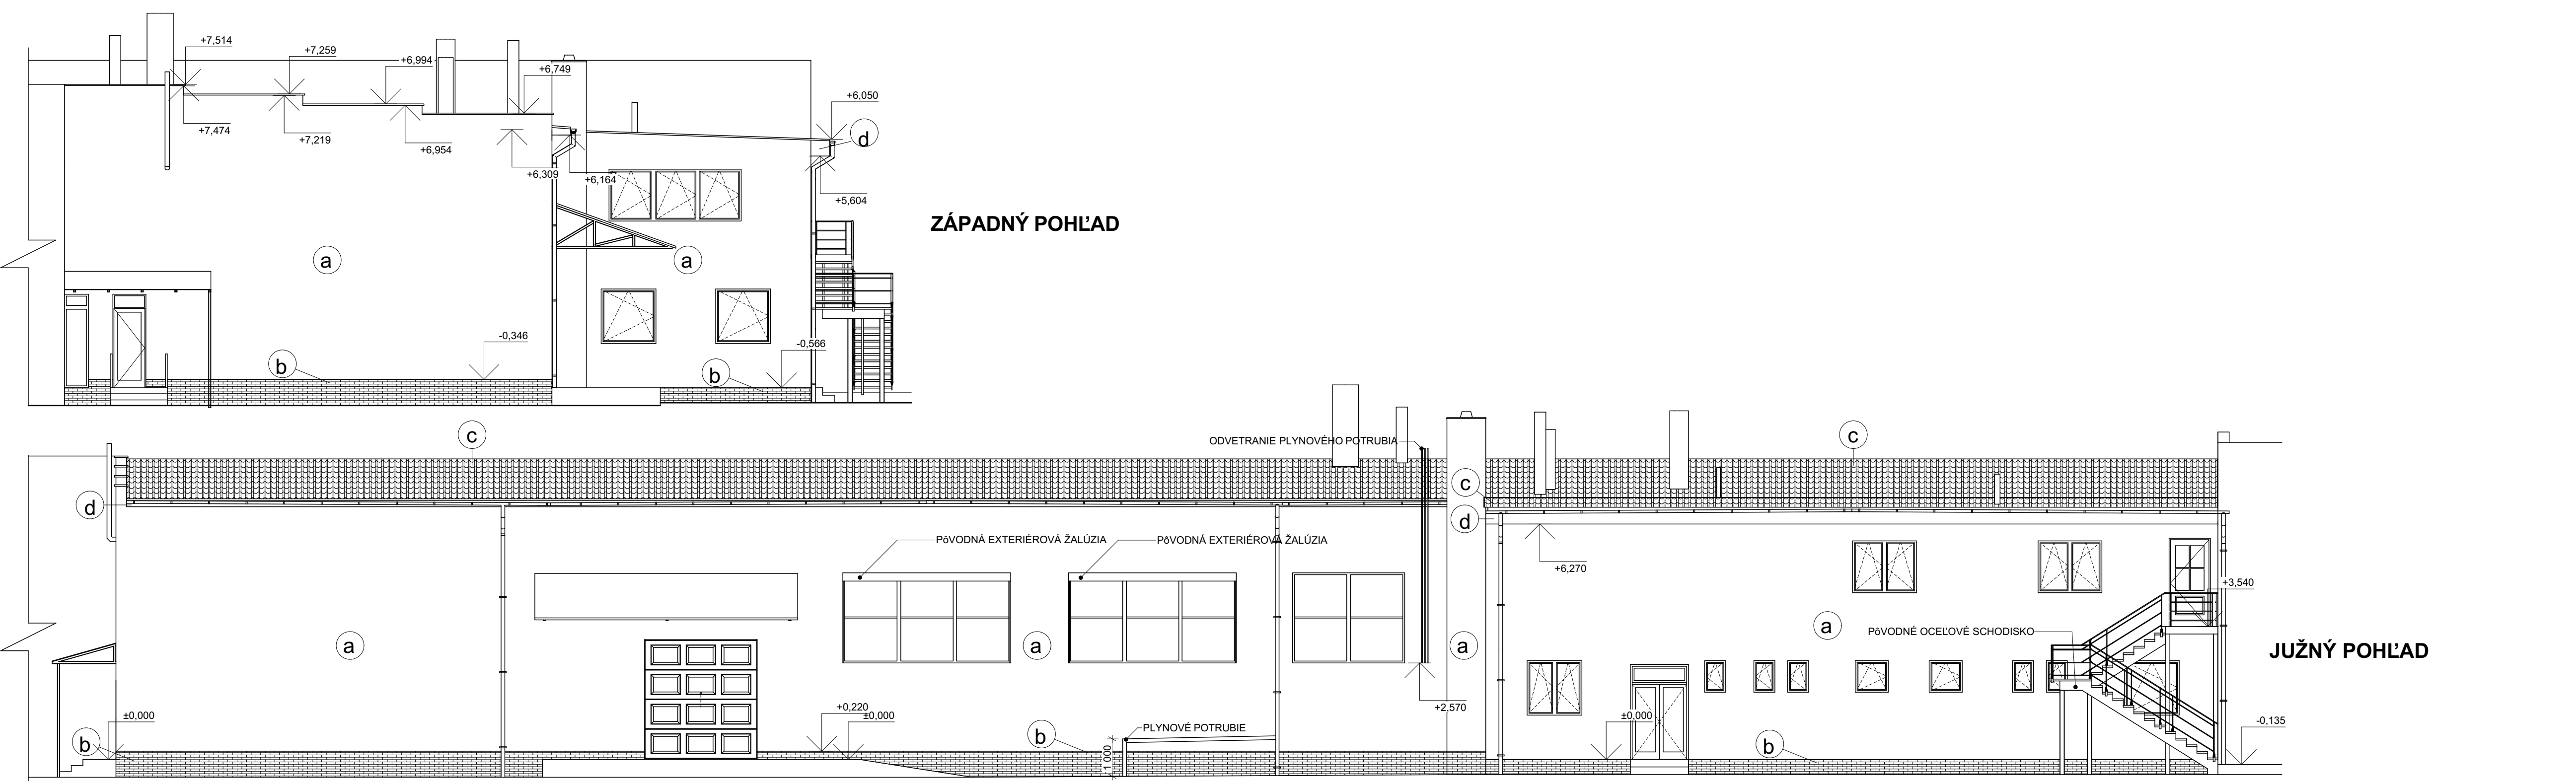 +7,514
+7,259
+6,994
+6,749
+6,050
d
+7,474
+7,219
+6,954
+6,309
+6,164
+5,604
ZÁPADNÝ POHĽAD
a
a
-0,346
-0,566
b
b
c
c
ODVETRANIE PLYNOVÉHO POTRUBIA
c
d
d
PôVODNÁ EXTERIÉROVÁ ŽALÚZIA
PôVODNÁ EXTERIÉROVÁ ŽALÚZIA
+6,270
+3,540
a
a
a
a
PôVODNÉ OCEĽOVÉ SCHODISKO
JUŽNÝ POHĽAD
+2,570
±0,000
+0,220
±0,000
±0,000
-0,135
PLYNOVÉ POTRUBIE
b
b
b
1 000